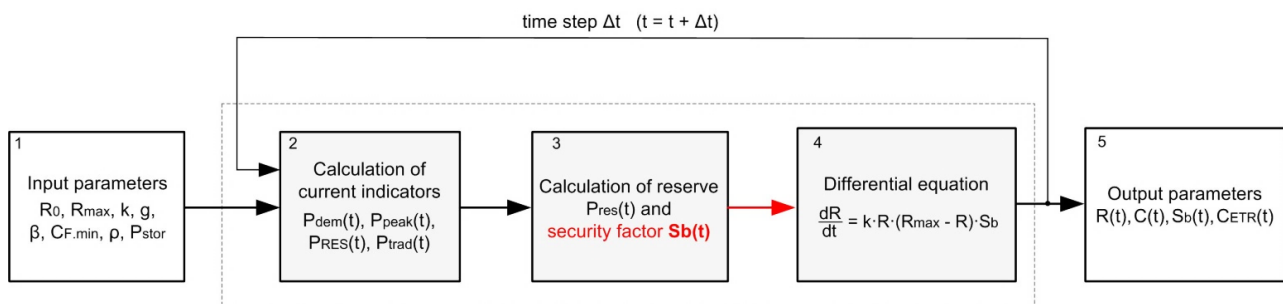 time step Δt (t = t + Δt)
1
Input parameters
R₀, Rmax, k, g,
β, CF.min, ρ, Pstor
2
Calculation of
current indicators
Pdem(t), Ppeak(t),
PRES(t), Ptrad(t)
3
Calculation of reserve
Pres(t) and
security factor Sb(t)
4
Differential equation
dR/dt = k·R·(Rmax - R)·Sb
5
Output parameters
R(t), C(t), Sb(t), CETR(t)